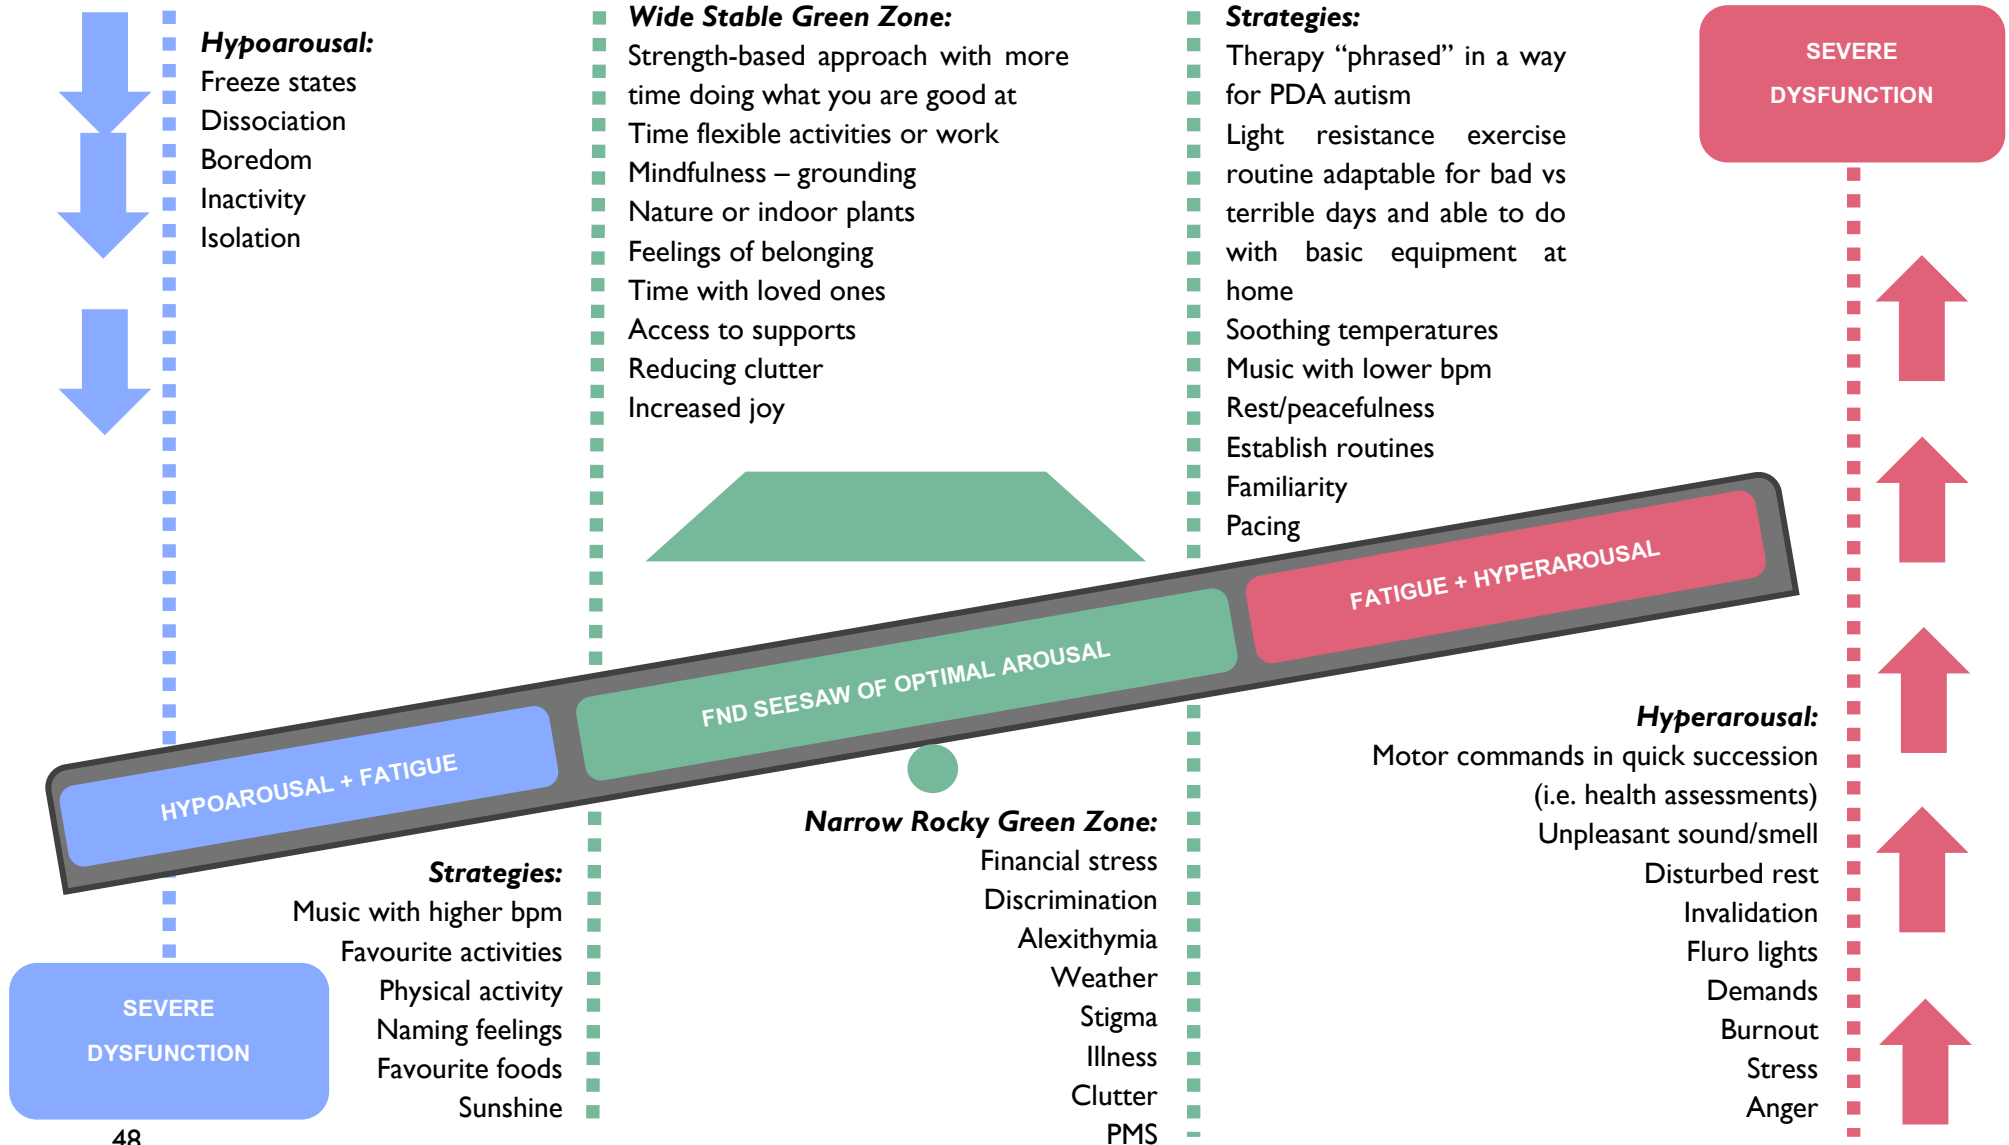 Hypoarousal:
Freeze states
Dissociation
Boredom
Inactivity
Isolation
Wide Stable Green Zone:
Strength-based approach with more
time doing what you are good at
Time flexible activities or work
Mindfulness – grounding
Nature or indoor plants
Feelings of belonging
Time with loved ones
Access to supports
Reducing clutter
Increased joy
Strategies:
Therapy “phrased” in a way
for PDA autism
Light resistance exercise
routine adaptable for bad vs
terrible days and able to do
with basic equipment at
home
Soothing temperatures
Music with lower bpm
Rest/peacefulness
Establish routines
Familiarity
Pacing
SEVERE
DYSFUNCTION
HYPOAROUSAL + FATIGUE
FND SEESAW OF OPTIMAL AROUSAL
FATIGUE + HYPERAROUSAL
SEVERE
DYSFUNCTION
Strategies:
Music with higher bpm
Favourite activities
Physical activity
Naming feelings
Favourite foods
Sunshine
Narrow Rocky Green Zone:
Financial stress
Discrimination
Alexithymia
Weather
Stigma
Illness
Clutter
PMS
Hyperarousal:
Motor commands in quick succession
(i.e. health assessments)
Unpleasant sound/smell
Disturbed rest
Invalidation
Fluro lights
Demands
Burnout
Stress
Anger
48